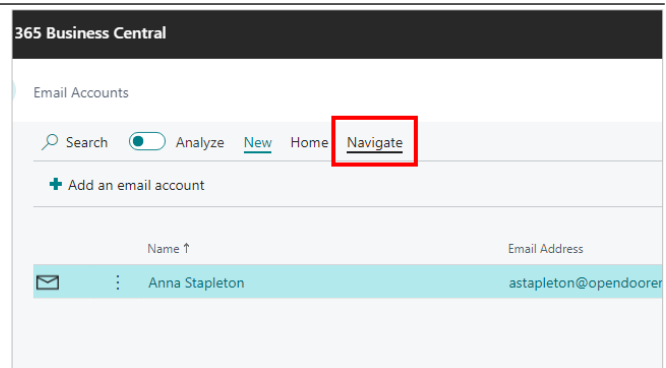 365 Business Central
Email Accounts
Search Analyze New Home Navigate
Add an email account
Name ↑ Email Address
Anna Stapleton astapleton@opendoorer